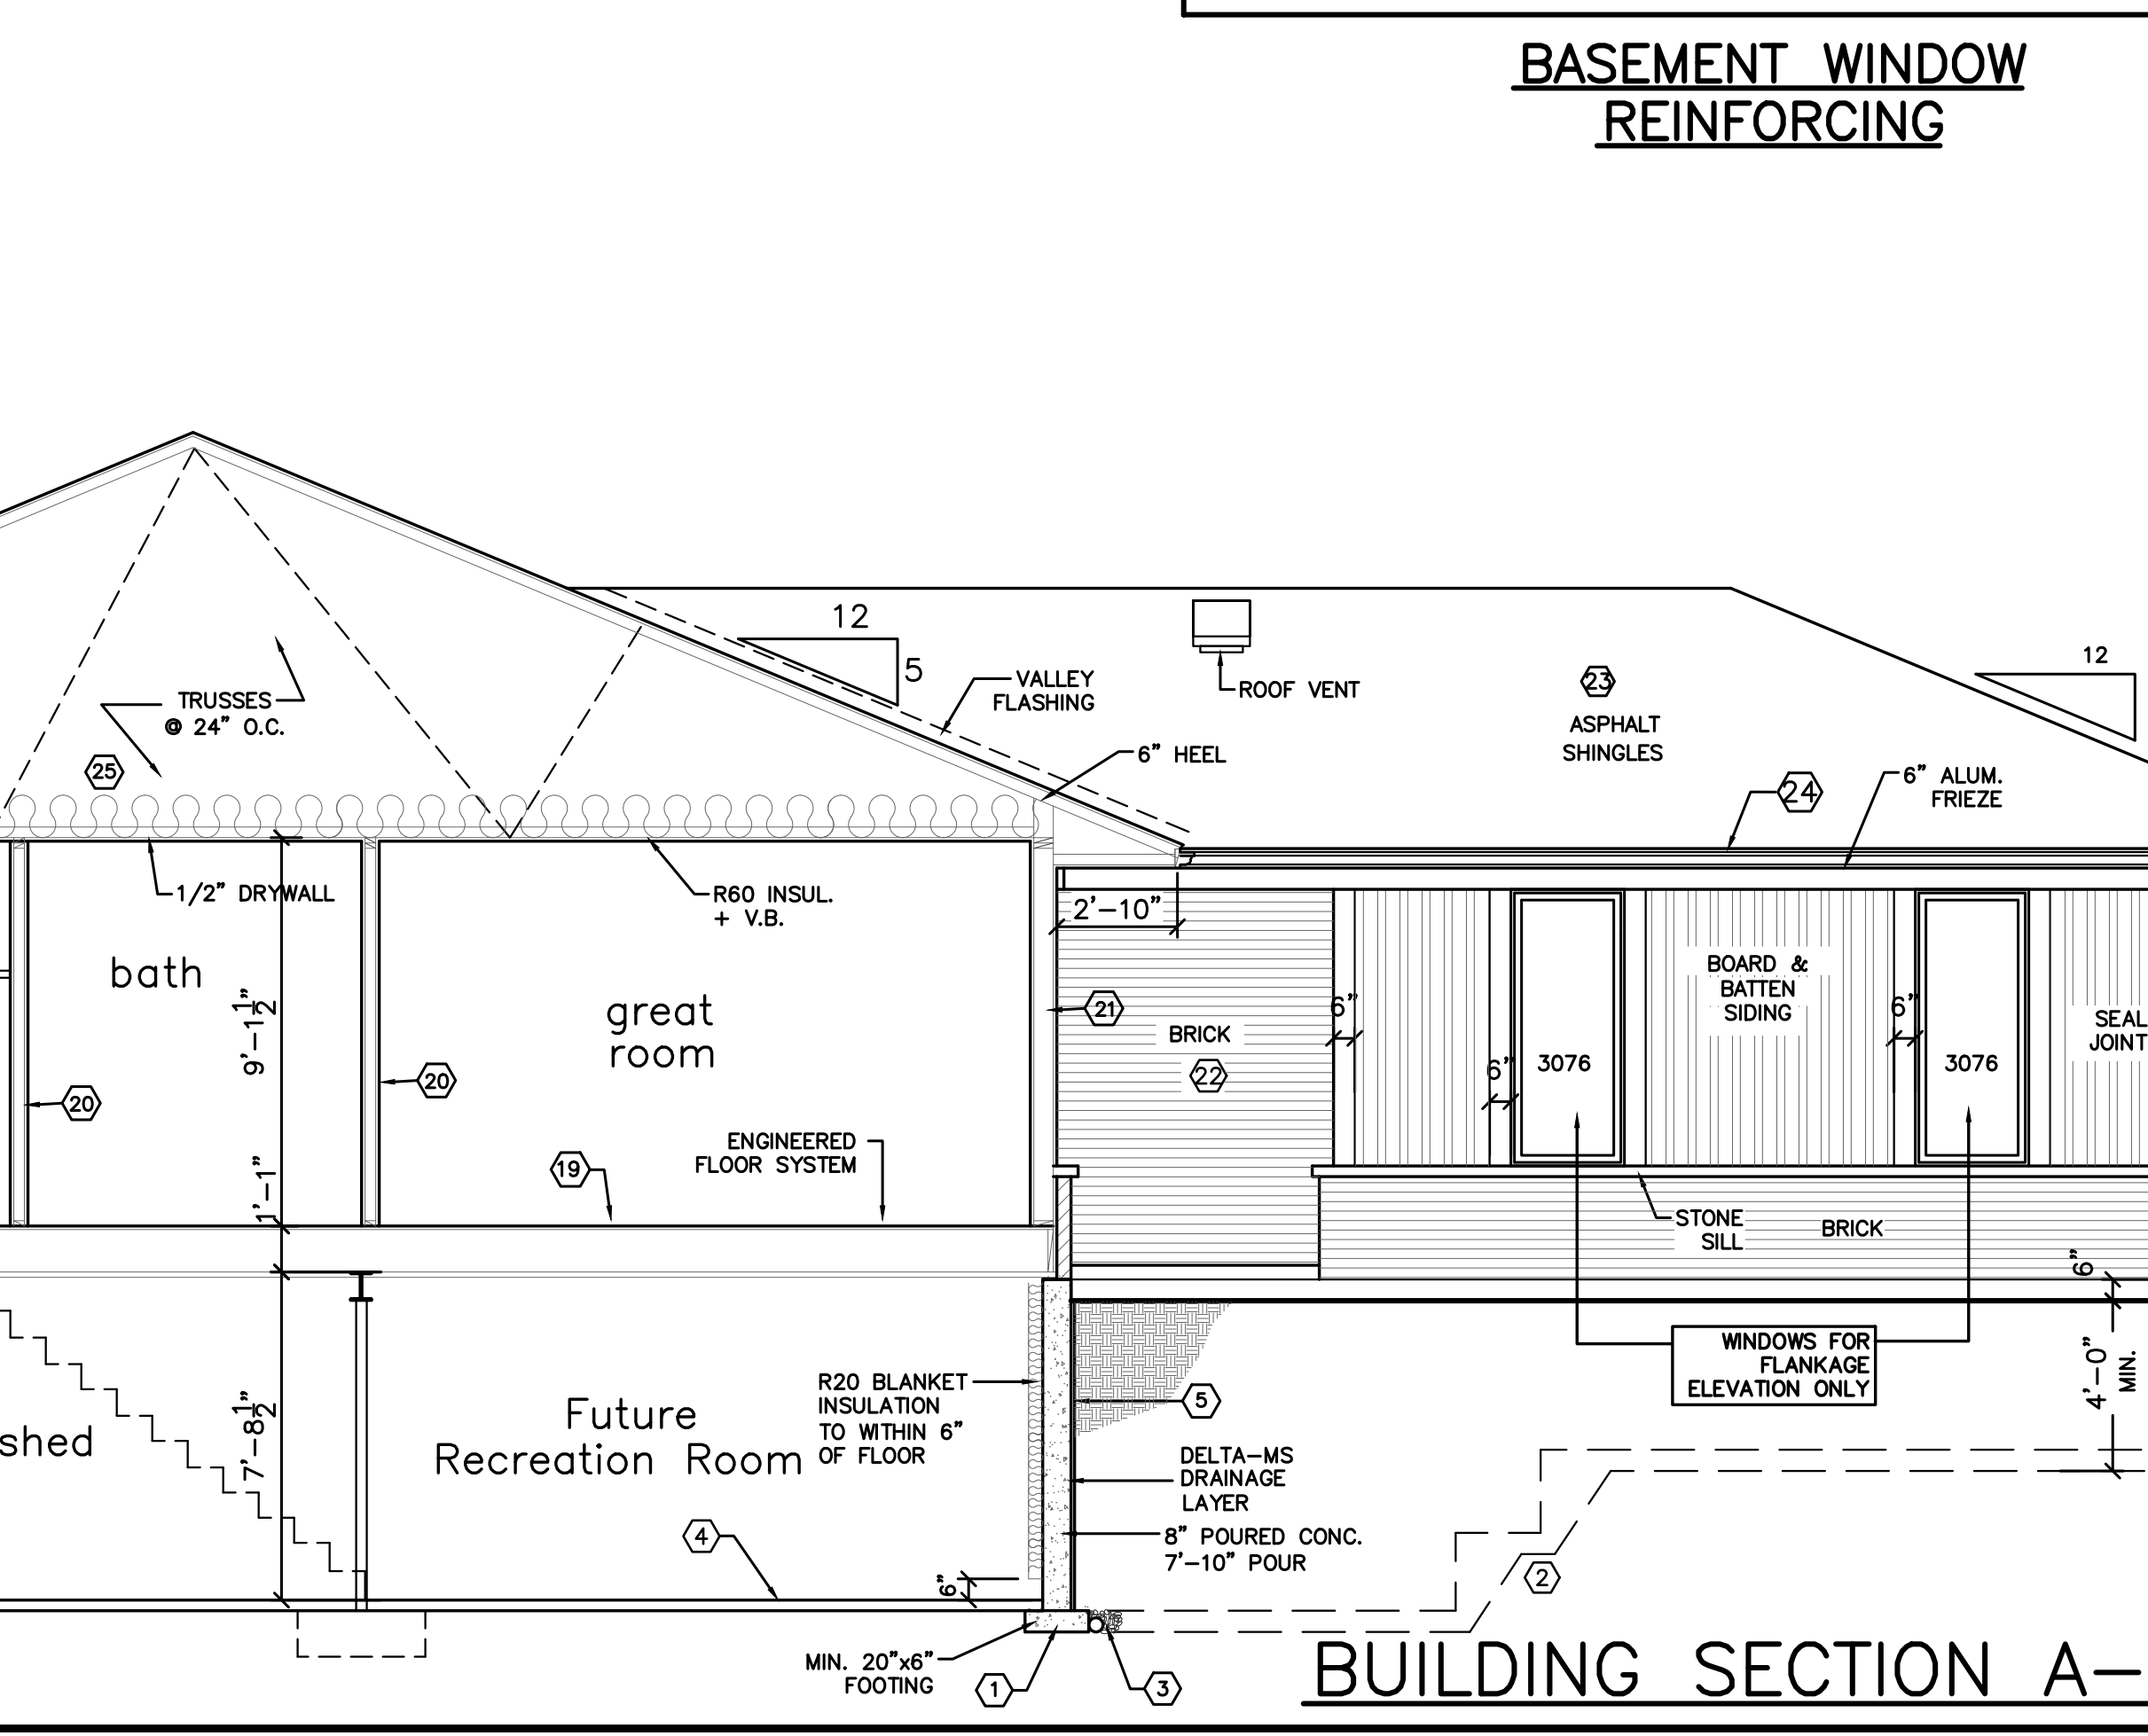 BASEMENT WINDOW
REINFORCING
12
5
TRUSSES
@ 24" O.C.
25
VALLEY
FLASHING
ROOF VENT
23
ASPHALT
SHINGLES
12
6" HEEL
24
6" ALUM.
FRIEZE
1/2" DRYWALL
R60 INSUL.
+ V.B.
2'-10"
bath
9'-1 1/2"
great
room
20
20
21
BRICK
22
6"
6"
3076
BOARD &
BATTEN
SIDING
6"
3076
SEAL
JOINT
19
ENGINEERED
FLOOR SYSTEM
1'-1"
STONE
SILL
BRICK
6"
WINDOWS FOR
FLANKAGE
ELEVATION ONLY
4'-0"
MIN.
shed
7'-8 1/2"
Future
Recreation Room
R20 BLANKET
INSULATION
TO WITHIN 6"
OF FLOOR
5
DELTA-MS
DRAINAGE
LAYER
8" POURED CONC.
7'-10" POUR
4
6"
2
MIN. 20"x6"
FOOTING
1
3
BUILDING SECTION A-